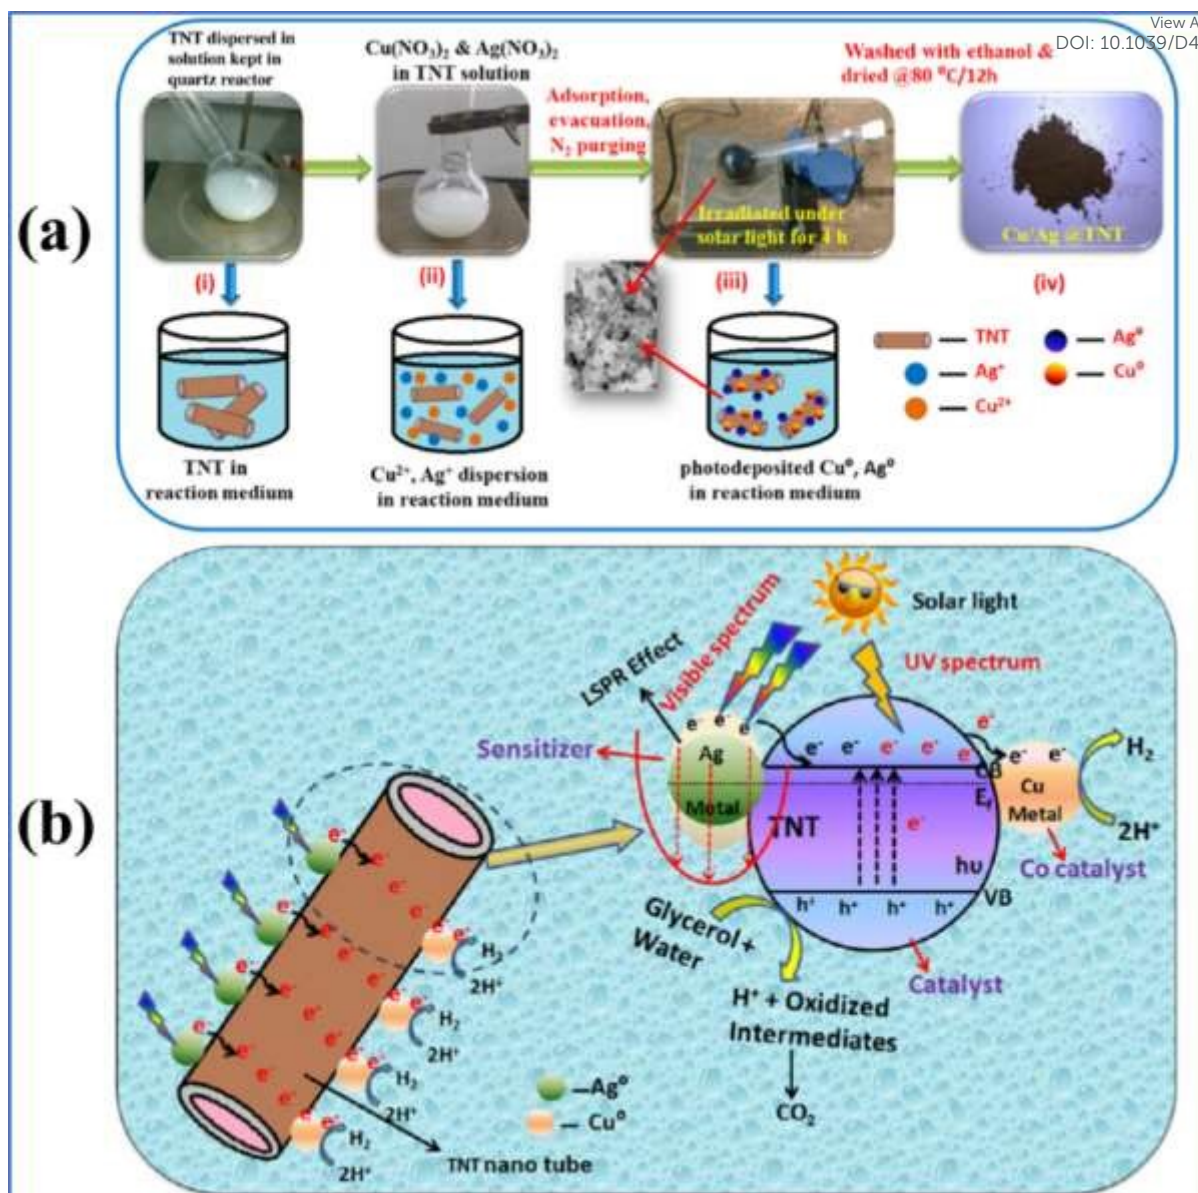 View A
DOI: 10.1039/D4
TNT dispersed in
solution kept in
quartz reactor
Cu(NO₃)₂ & Ag(NO₃)₂
in TNT solution
Adsorption,
evacuation,
N₂ purging
Washed with ethanol &
dried @80 ⁰C/12h
(a)
Irradiated under
solar light for 4 h
Cu/Ag @TNT
(i)
(ii)
(iii)
(iv)
TNT
Ag⁺
Cu²⁺
Ag⁰
Cu⁰
TNT in
reaction medium
Cu²⁺, Ag⁺ dispersion
in reaction medium
photodeposited Cu⁰, Ag⁰
in reaction medium
(b)
Solar light
UV spectrum
Visible spectrum
LSPR Effect
Sensitizer
e⁻ e⁻ e⁻
Ag
Metal
e⁻ e⁻ e⁻ e⁻ e⁻
e⁻
CB
E_f
TNT
e⁻
hυ
VB
h⁺ h⁺ h⁺ h⁺
e⁻ e⁻
Cu
Metal
H₂
2H⁺
Co catalyst
Catalyst
Glycerol +
Water
H⁺ + Oxidized
Intermediates
CO₂
e⁻ e⁻
e⁻ e⁻
e⁻ e⁻
e⁻ e⁻
e⁻ e⁻ e⁻ e⁻ e⁻ e⁻
e⁻ e⁻
H₂
2H⁺
e⁻ e⁻
H₂
2H⁺
e⁻ e⁻
H₂
2H⁺
e⁻ e⁻
H₂
2H⁺
Ag⁰
Cu⁰
TNT nano tube